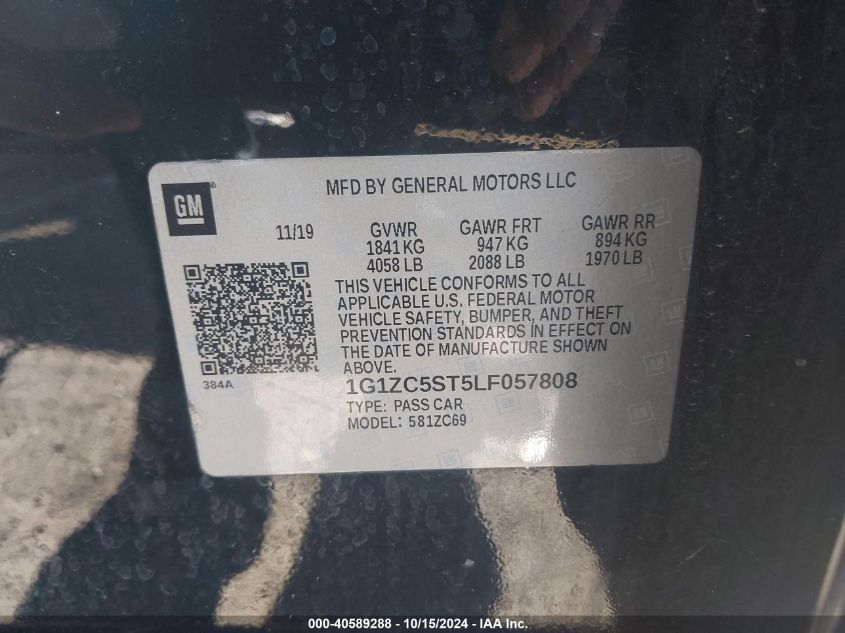 GM
MFD BY GENERAL MOTORS LLC
11/19 GVWR GAWR FRT GAWR RR
1841 KG 947 KG 894 KG
4058 LB 2088 LB 1970 LB
THIS VEHICLE CONFORMS TO ALL
APPLICABLE U.S. FEDERAL MOTOR
VEHICLE SAFETY, BUMPER, AND THEFT
PREVENTION STANDARDS IN EFFECT ON
THE DATE OF MANUFACTURE SHOWN
ABOVE.
384A
1G1ZC5ST5LF057808
TYPE: PASS CAR
MODEL: 581ZC69
000-40589288 - 10/15/2024 - IAA Inc.